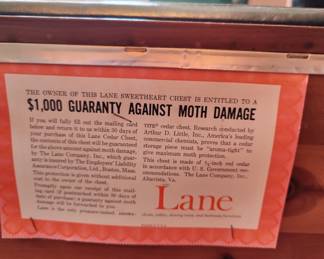 THE OWNER OF THIS LANE SWEETHEART CHEST IS ENTITLED TO A
$1,000 GUARANTY AGAINST MOTH DAMAGE
If you will fully fill out the mailing card
below and return it to us within 30 days of
your purchase of this Lane Cedar Chest,
the contents of this chest will be guaranteed
for the above amount against moth damage,
by The Lane Company, Inc., which guar-
anty is insured by The Employers' Liability
Assurance Corporation, Ltd., Boston, Mass.
This protection is given without additional
cost to the owner of the chest.
Promptly upon our receipt of this mail-
ing card (if postmarked within 30 days of
date of purchase) a guaranty against moth
damage will be forwarded to you.
Lane is the only pressure-tested, aroma-
TITE® cedar chest. Research conducted by
Arthur D. Little, Inc., America's leading
commercial chemists, proves that a cedar
storage piece must be "aroma-tight" to
give maximum moth protection.
This chest is made of red cedar
in accordance with U. S. Government rec-
ommendations. The Lane Company, Inc.,
Altavista, Va.
Lane